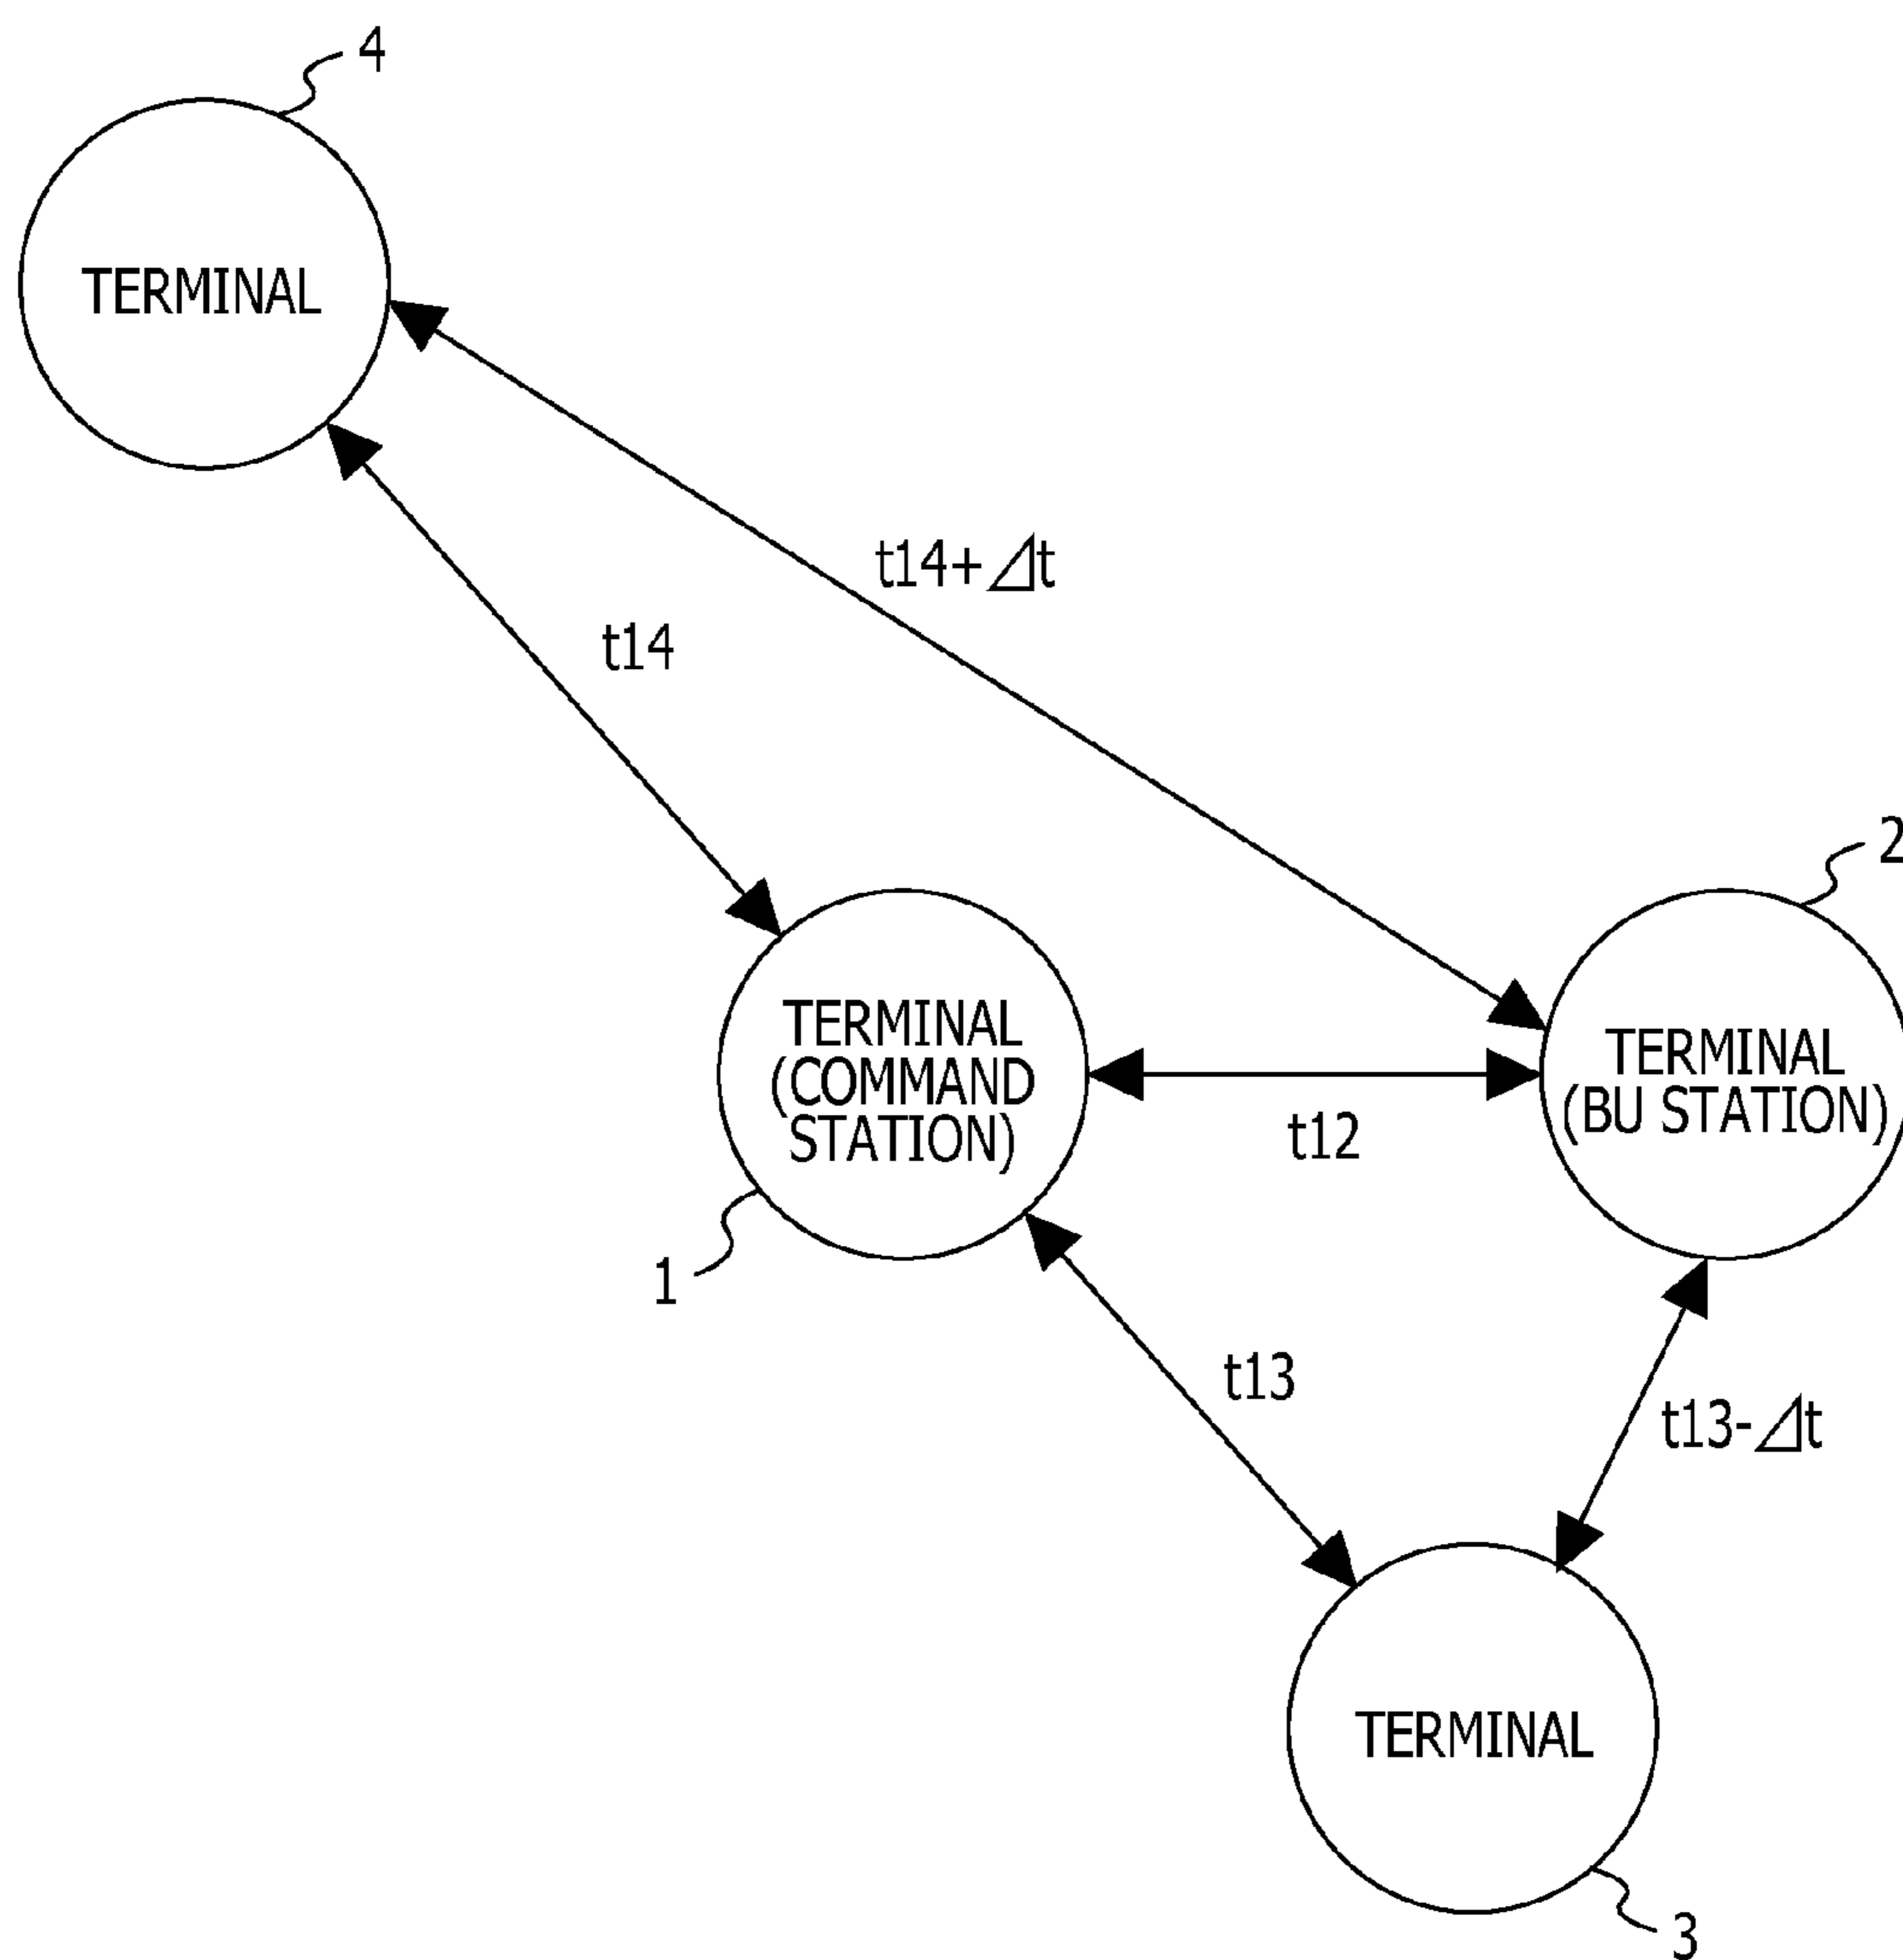 4
TERMINAL
t14+⊿t
t14
2
TERMINAL
(COMMAND
STATION)
TERMINAL
(BU STATION)
t12
1
t13
t13-⊿t
TERMINAL
3